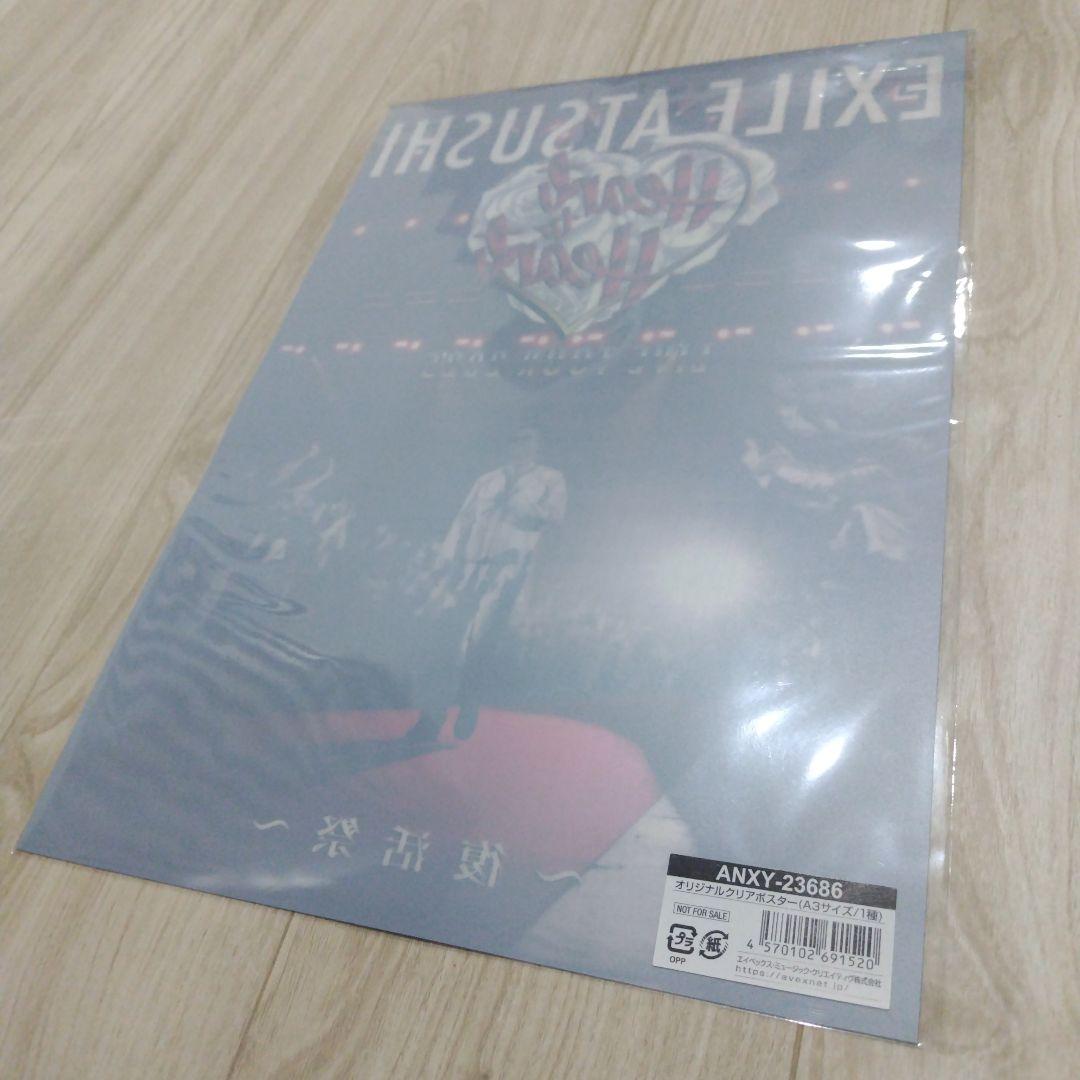 EXILE ATSUSHI
Heart
to
Heart
LIVE TOUR 2023
～復活祭～
ANXY-23686
オリジナルクリアポスター(A3サイズ/1種)
NOT FOR SALE
プラ
紙
OPP
4 570102 691520
エイベックス・ミュージック・クリエイティヴ株式会社
https://avexnet.jp/